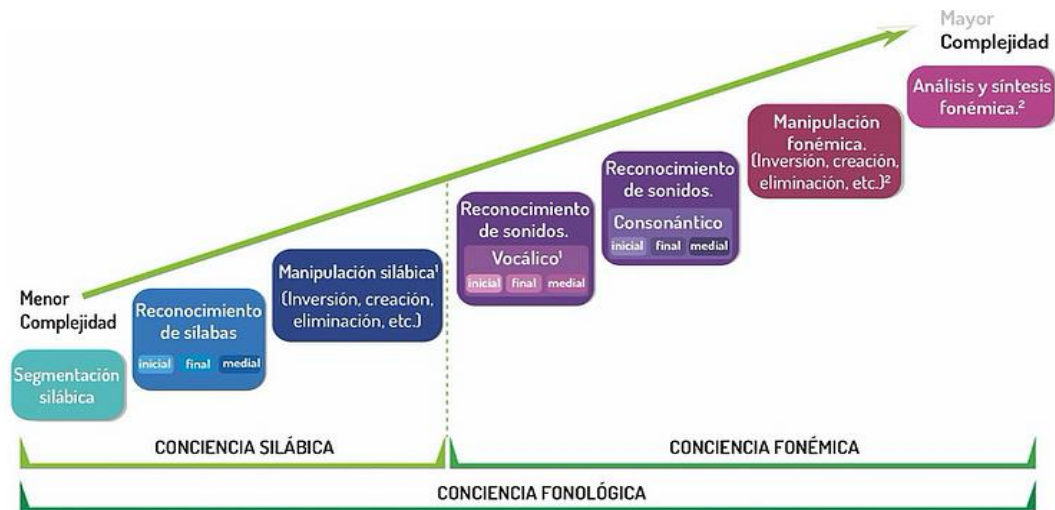 Mayor
Complejidad
Análisis y síntesis
fonémica.²
Manipulación
fonémica.
(Inversión, creación,
eliminación, etc.)²
Reconocimiento
de sonidos.
Consonántico
inicial final medial
Reconocimiento
de sonidos.
Vocálico¹
inicial final medial
Manipulación silábica¹
(Inversión, creación,
eliminación, etc.)
Menor
Complejidad
Reconocimiento
de sílabas
inicial final medial
Segmentación
silábica
CONCIENCIA SILÁBICA
CONCIENCIA FONÉMICA
CONCIENCIA FONOLÓGICA